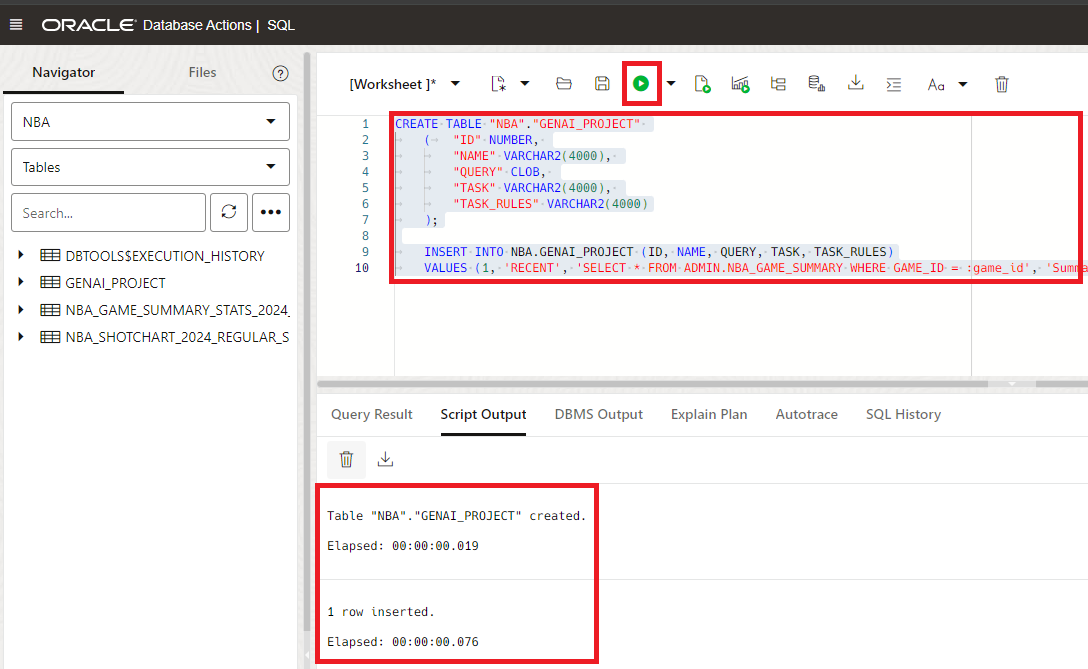 ORACLE Database Actions | SQL
Navigator
Files
?
NBA
Tables
Search...
DBTOOLS$EXECUTION_HISTORY
GENAI_PROJECT
NBA_GAME_SUMMARY_STATS_2024_
NBA_SHOTCHART_2024_REGULAR_S
[Worksheet ]*
Aa
1 CREATE TABLE "NBA"."GENAI_PROJECT"
2 ( "ID" NUMBER,
3 "NAME" VARCHAR2(4000),
4 "QUERY" CLOB,
5 "TASK" VARCHAR2(4000),
6 "TASK_RULES" VARCHAR2(4000)
7 );
8
9 INSERT INTO NBA.GENAI_PROJECT (ID, NAME, QUERY, TASK, TASK_RULES)
10 VALUES (1, 'RECENT', 'SELECT * FROM ADMIN.NBA_GAME_SUMMARY WHERE GAME_ID = :game_id', 'Summa
Query Result
Script Output
DBMS Output
Explain Plan
Autotrace
SQL History
Table "NBA"."GENAI_PROJECT" created.
Elapsed: 00:00:00.019
1 row inserted.
Elapsed: 00:00:00.076